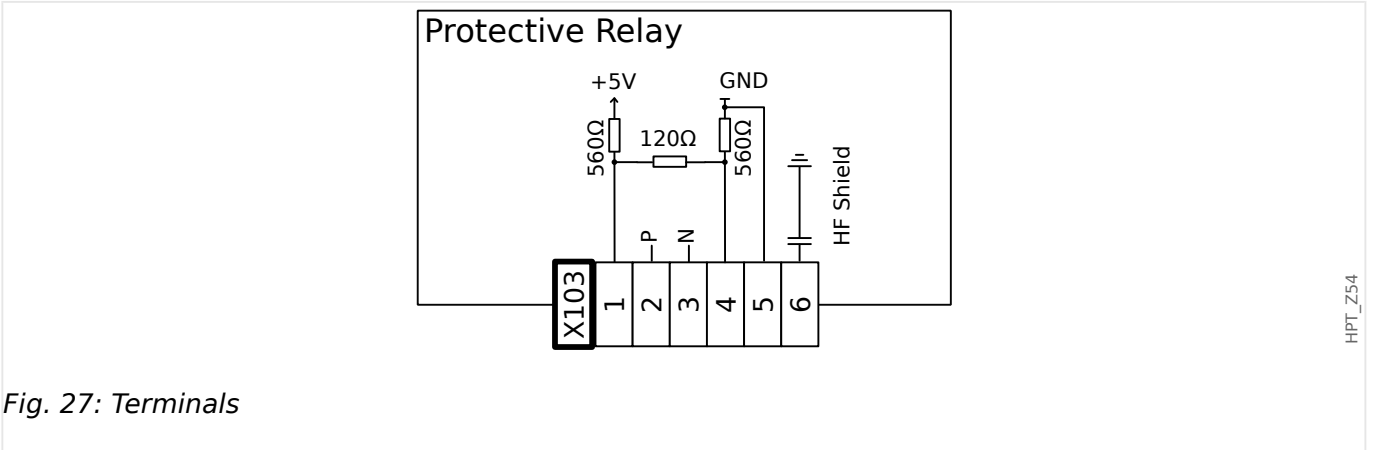 Protective Relay
+5V
GND
560Ω
120Ω
560Ω
HF Shield
P
N
X103
1
2
3
4
5
6
HPT_Z54
Fig. 27: Terminals